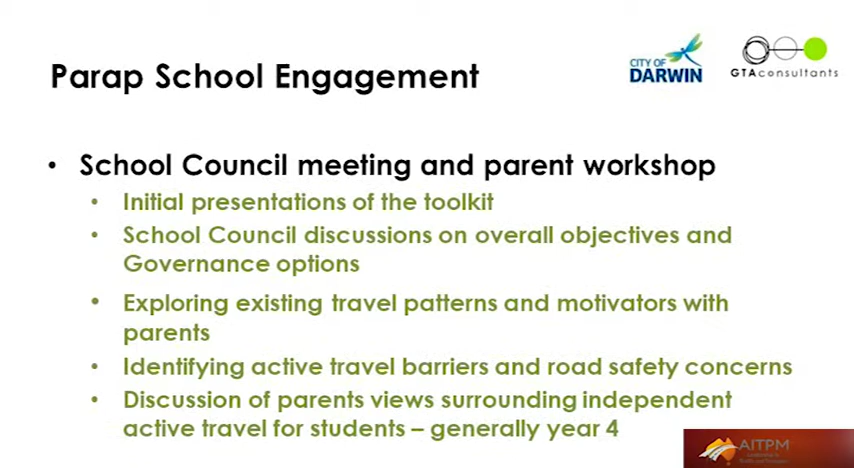 CITY OF
DARWIN
GTAconsultants
Parap School Engagement
• School Council meeting and parent workshop
• Initial presentations of the toolkit
• School Council discussions on overall objectives and
Governance options
• Exploring existing travel patterns and motivators with
parents
• Identifying active travel barriers and road safety concerns
• Discussion of parents views surrounding independent
active travel for students – generally year 4
AITPM